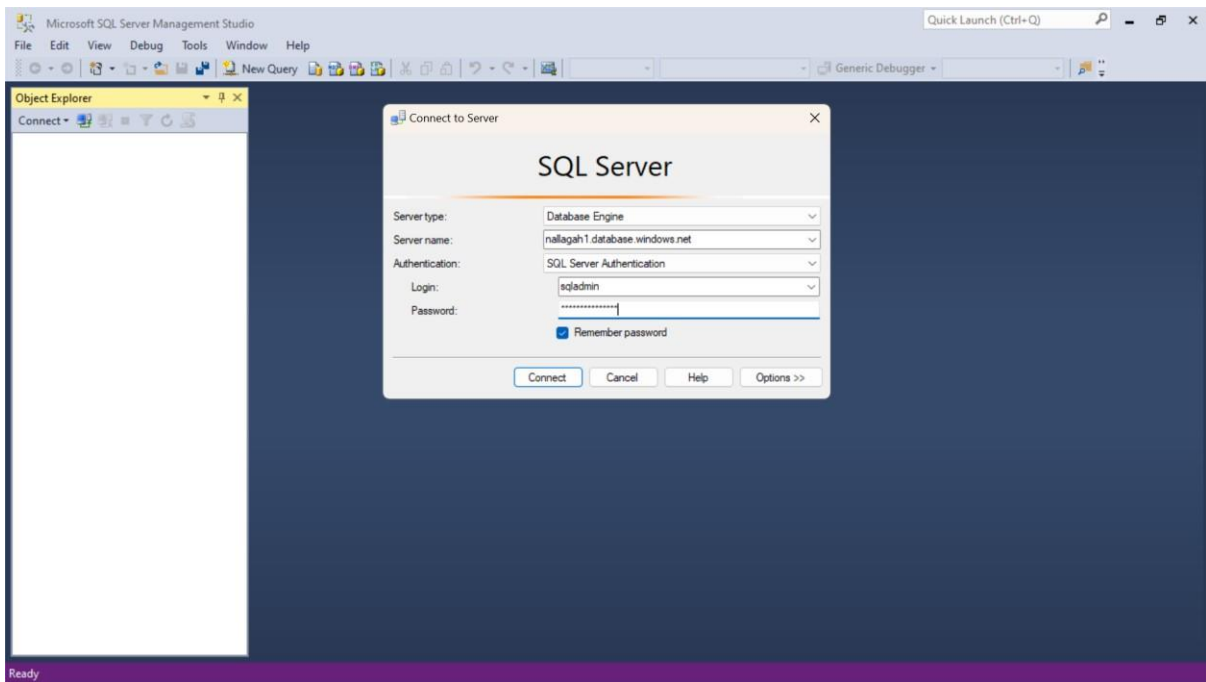 Microsoft SQL Server Management Studio
Quick Launch (Ctrl+Q)
File Edit View Debug Tools Window Help
New Query
Generic Debugger
Object Explorer
Connect
Connect to Server
SQL Server
Server type: Database Engine
Server name: nallagah1.database.windows.net
Authentication: SQL Server Authentication
Login: sqladmin
Password: ***************
Remember password
Connect Cancel Help Options >>
Ready